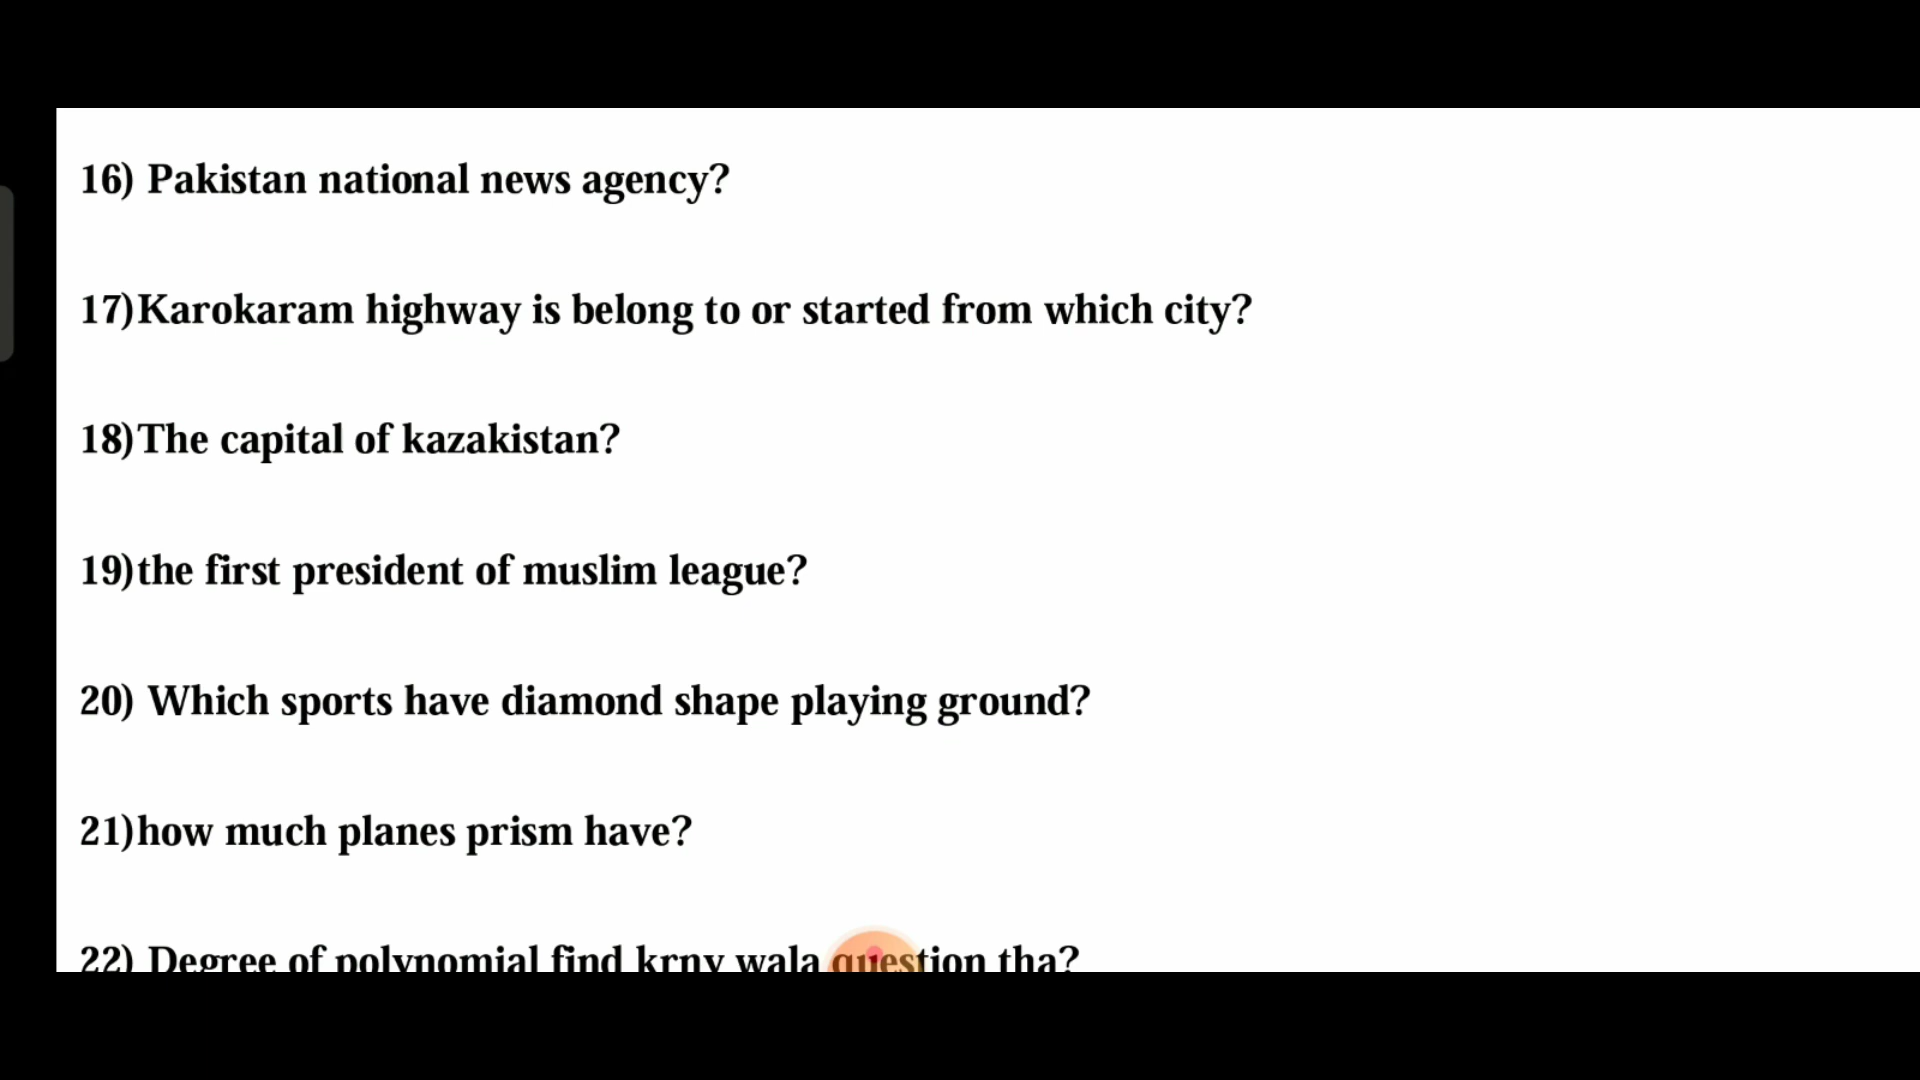 16) Pakistan national news agency?
17)Karokaram highway is belong to or started from which city?
18)The capital of kazakistan?
19)the first president of muslim league?
20) Which sports have diamond shape playing ground?
21)how much planes prism have?
22) Degree of polynomial find krny wala question tha?